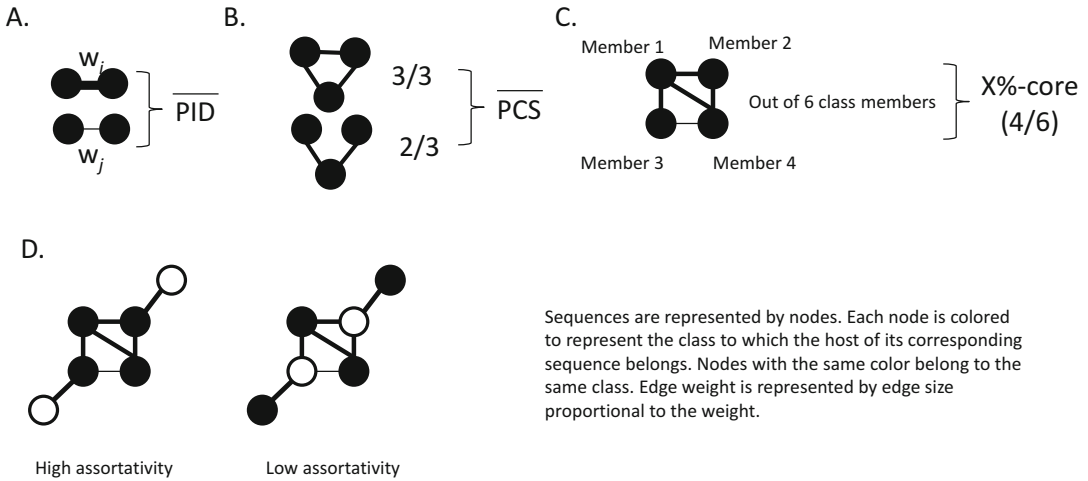 A.
w i
PID
w j
B.
3/3
2/3
PCS
C.
Member 1
Member 2
Out of 6 class members
Member 3
Member 4
X%-core
(4/6)
D.
High assortativity
Low assortativity
Sequences are represented by nodes. Each node is colored
to represent the class to which the host of its corresponding
sequence belongs. Nodes with the same color belong to the
same class. Edge weight is represented by edge size
proportional to the weight.